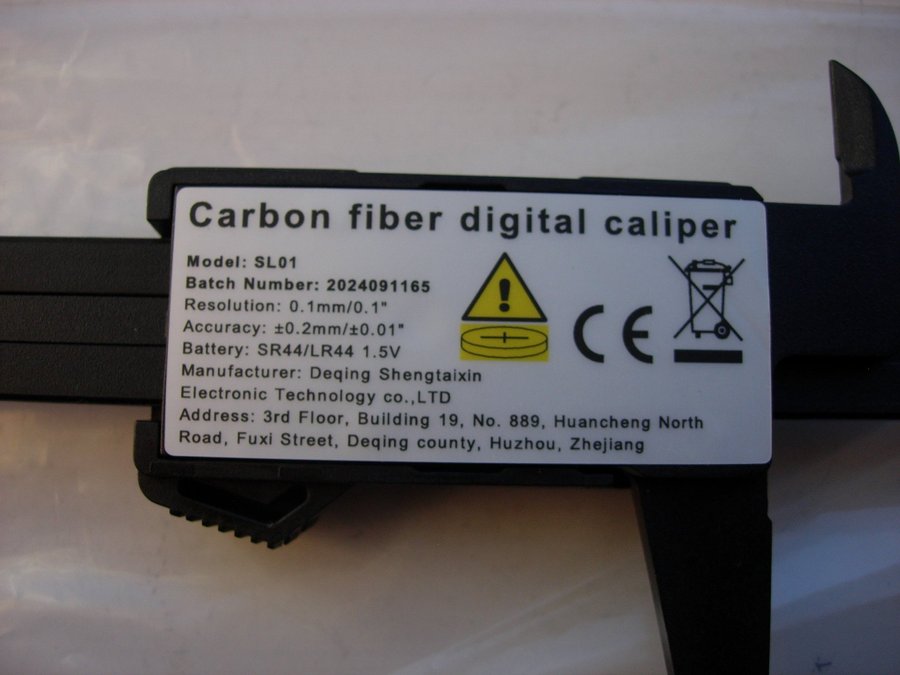 Carbon fiber digital caliper
Model: SL01
Batch Number: 2024091165
Resolution: 0.1mm/0.1"
Accuracy: ±0.2mm/±0.01"
Battery: SR44/LR44 1.5V
Manufacturer: Deqing Shengtaixin
Electronic Technology co.,LTD
Address: 3rd Floor, Building 19, No. 889, Huancheng North
Road, Fuxi Street, Deqing county, Huzhou, Zhejiang
CE